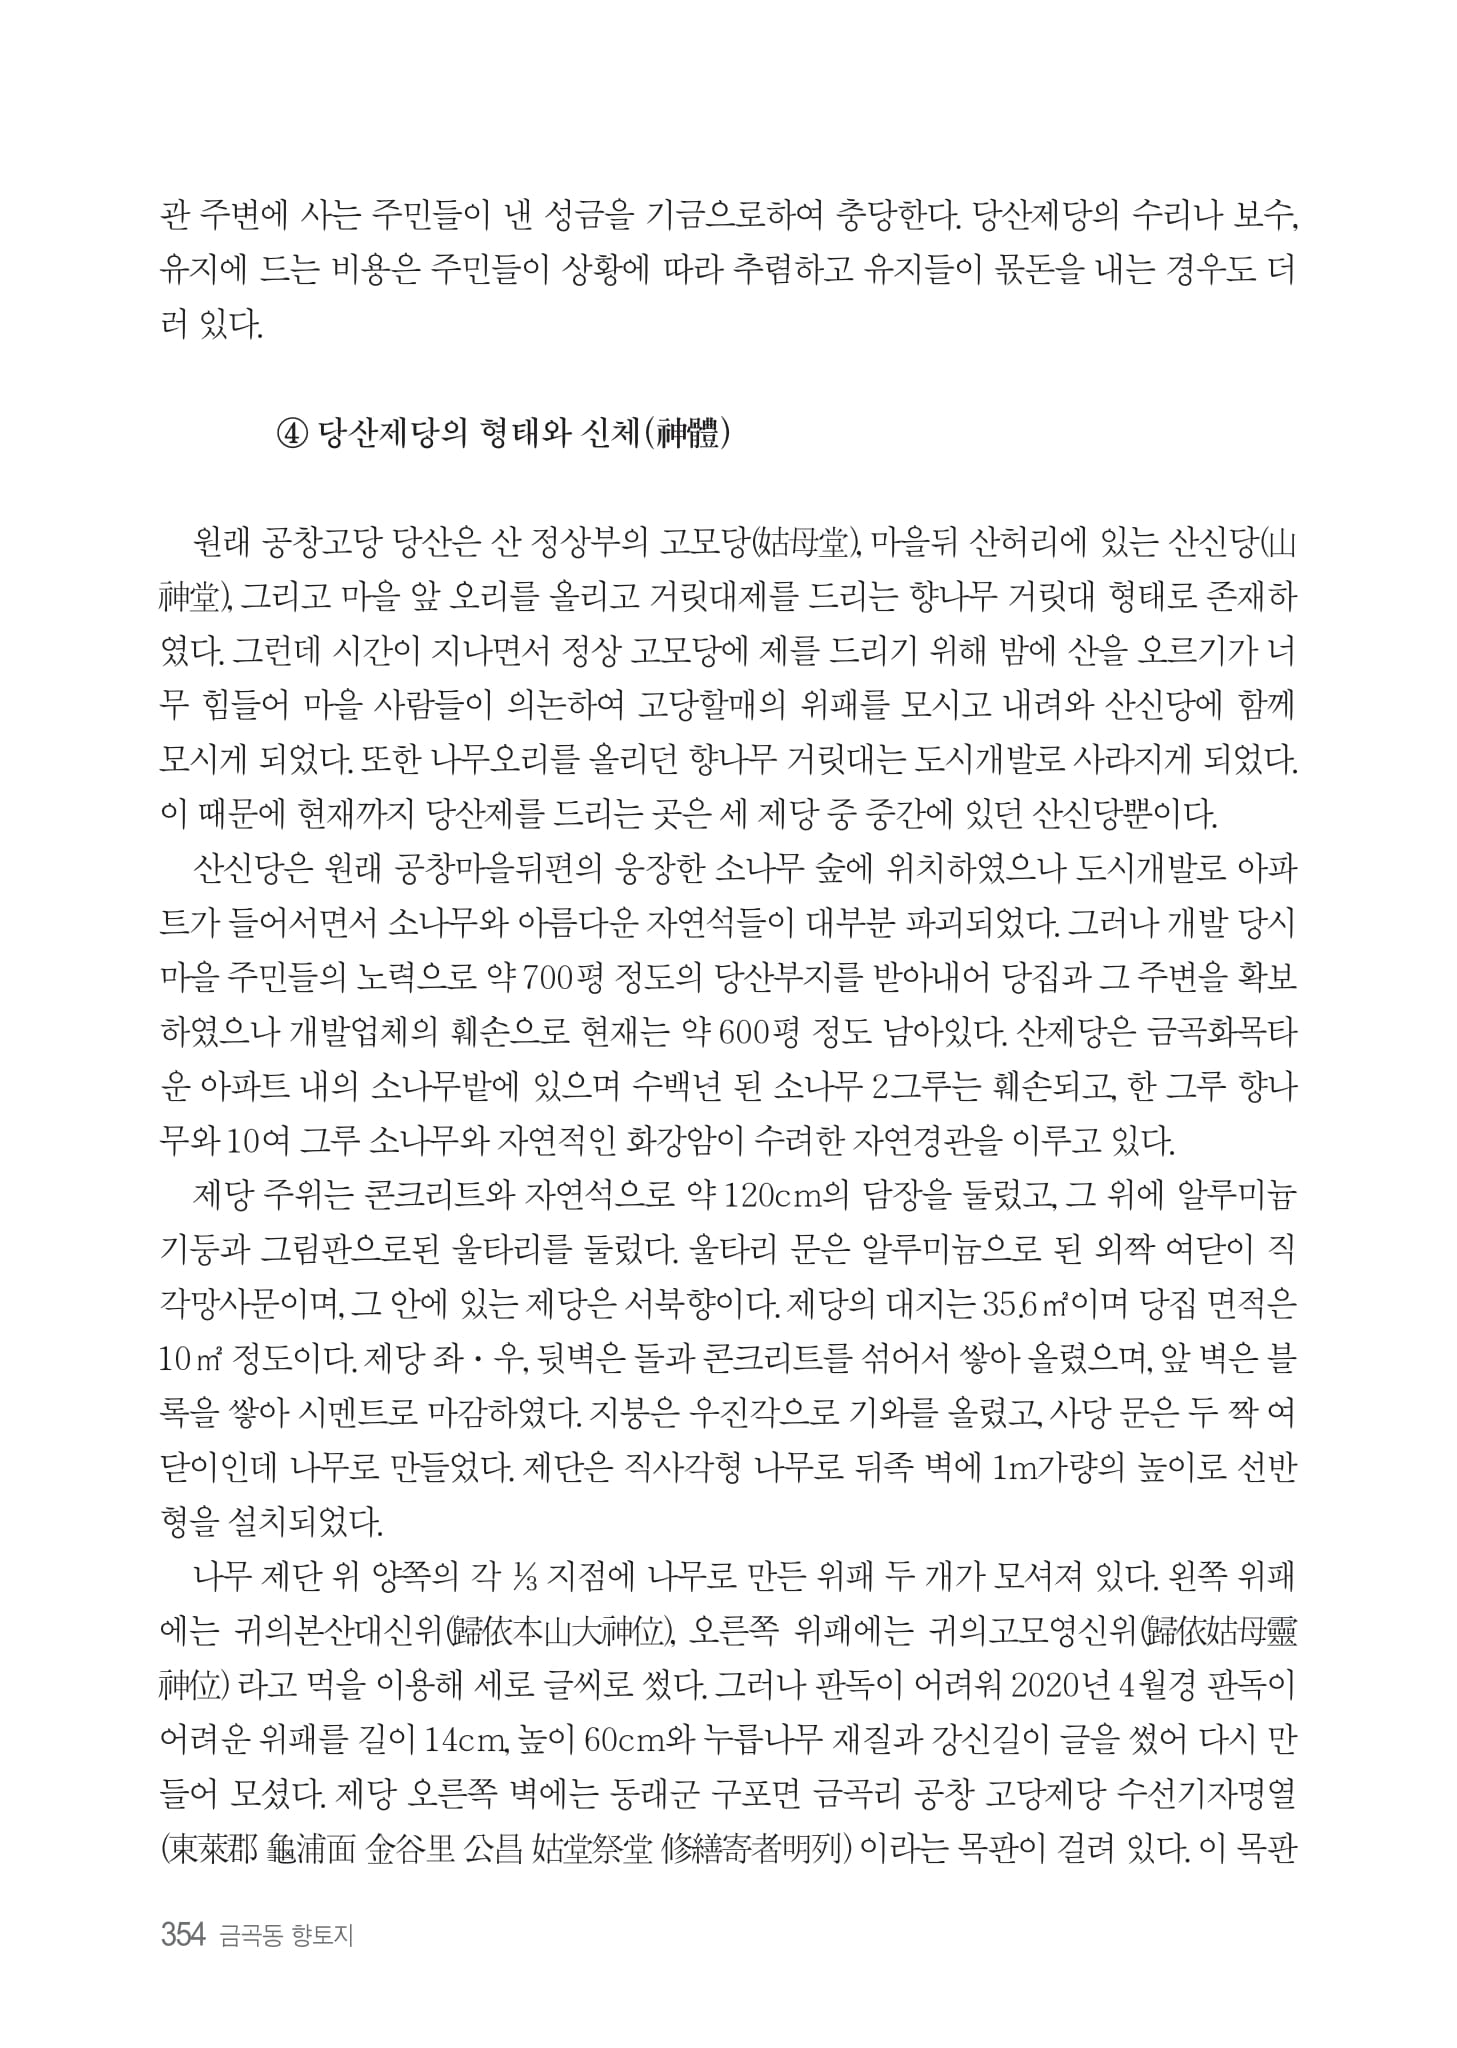 관 주변에 사는 주민들이 낸 성금을 기금으로하여 충당한다. 당산제당의 수리나 보수,
유지에 드는 비용은 주민들이 상황에 따라 추렴하고 유지들이 몫돈을 내는 경우도 더
러 있다.
④ 당산제당의 형태와 신체(神體)
원래 공창고당 당산은 산 정상부의 고모당(姑母堂), 마을뒤 산허리에 있는 산신당(山
神堂), 그리고 마을 앞 오리를 올리고 거릿대제를 드리는 향나무 거릿대 형태로 존재하
였다. 그런데 시간이 지나면서 정상 고모당에 제를 드리기 위해 밤에 산을 오르기가 너
무 힘들어 마을 사람들이 의논하여 고당할매의 위패를 모시고 내려와 산신당에 함께
모시게 되었다. 또한 나무오리를 올리던 향나무 거릿대는 도시개발로 사라지게 되었다.
이 때문에 현재까지 당산제를 드리는 곳은 세 제당 중 중간에 있던 산신당뿐이다.
산신당은 원래 공창마을뒤편의 웅장한 소나무 숲에 위치하였으나 도시개발로 아파
트가 들어서면서 소나무와 아름다운 자연석들이 대부분 파괴되었다. 그러나 개발 당시
마을 주민들의 노력으로 약 700평 정도의 당산부지를 받아내어 당집과 그 주변을 확보
하였으나 개발업체의 훼손으로 현재는 약 600평 정도 남아있다. 산제당은 금곡화목타
운 아파트 내의 소나무밭에 있으며 수백년 된 소나무 2그루는 훼손되고, 한 그루 향나
무와 10여 그루 소나무와 자연적인 화강암이 수려한 자연경관을 이루고 있다.
제당 주위는 콘크리트와 자연석으로 약 120cm의 담장을 둘렀고, 그 위에 알루미늄
기둥과 그림판으로된 울타리를 둘렀다. 울타리 문은 알루미늄으로 된 외짝 여닫이 직
각망사문이며, 그 안에 있는 제당은 서북향이다. 제당의 대지는 35.6㎡이며 당집 면적은
10㎡ 정도이다. 제당 좌·우, 뒷벽은 돌과 콘크리트를 섞어서 쌓아 올렸으며, 앞 벽은 블
록을 쌓아 시멘트로 마감하였다. 지붕은 우진각으로 기와를 올렸고, 사당 문은 두 짝 여
닫이인데 나무로 만들었다. 제단은 직사각형 나무로 뒤족 벽에 1m가량의 높이로 선반
형을 설치되었다.
나무 제단 위 양쪽의 각 ⅓ 지점에 나무로 만든 위패 두 개가 모셔져 있다. 왼쪽 위패
에는 귀의본산대신위(歸依本山大神位), 오른쪽 위패에는 귀의고모영신위(歸依姑母靈
神位) 라고 먹을 이용해 세로 글씨로 썼다. 그러나 판독이 어려워 2020년 4월경 판독이
어려운 위패를 길이 14cm, 높이 60cm와 누릅나무 재질과 강신길이 글을 썼어 다시 만
들어 모셨다. 제당 오른쪽 벽에는 동래군 구포면 금곡리 공창 고당제당 수선기자명열
(東萊郡 龜浦面 金谷里 公昌 姑堂祭堂 修繕寄者明列) 이라는 목판이 걸려 있다. 이 목판
354 금곡동 향토지